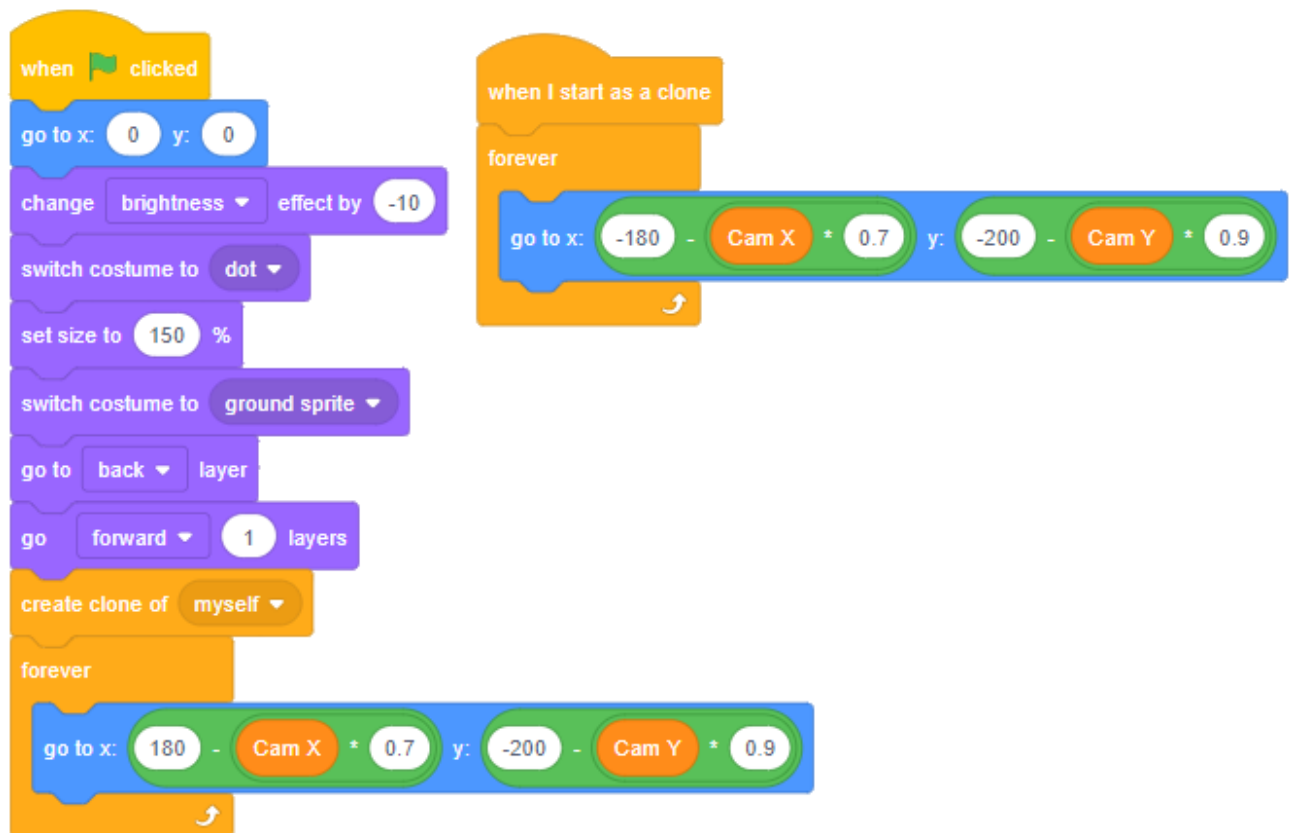 when clicked
go to x: 0 y: 0
change brightness effect by -10
switch costume to dot
set size to 150 %
switch costume to ground sprite
go to back layer
go forward 1 layers
create clone of myself
forever
go to x: 180 - Cam X * 0.7 y: -200 - Cam Y * 0.9
when I start as a clone
forever
go to x: -180 - Cam X * 0.7 y: -200 - Cam Y * 0.9